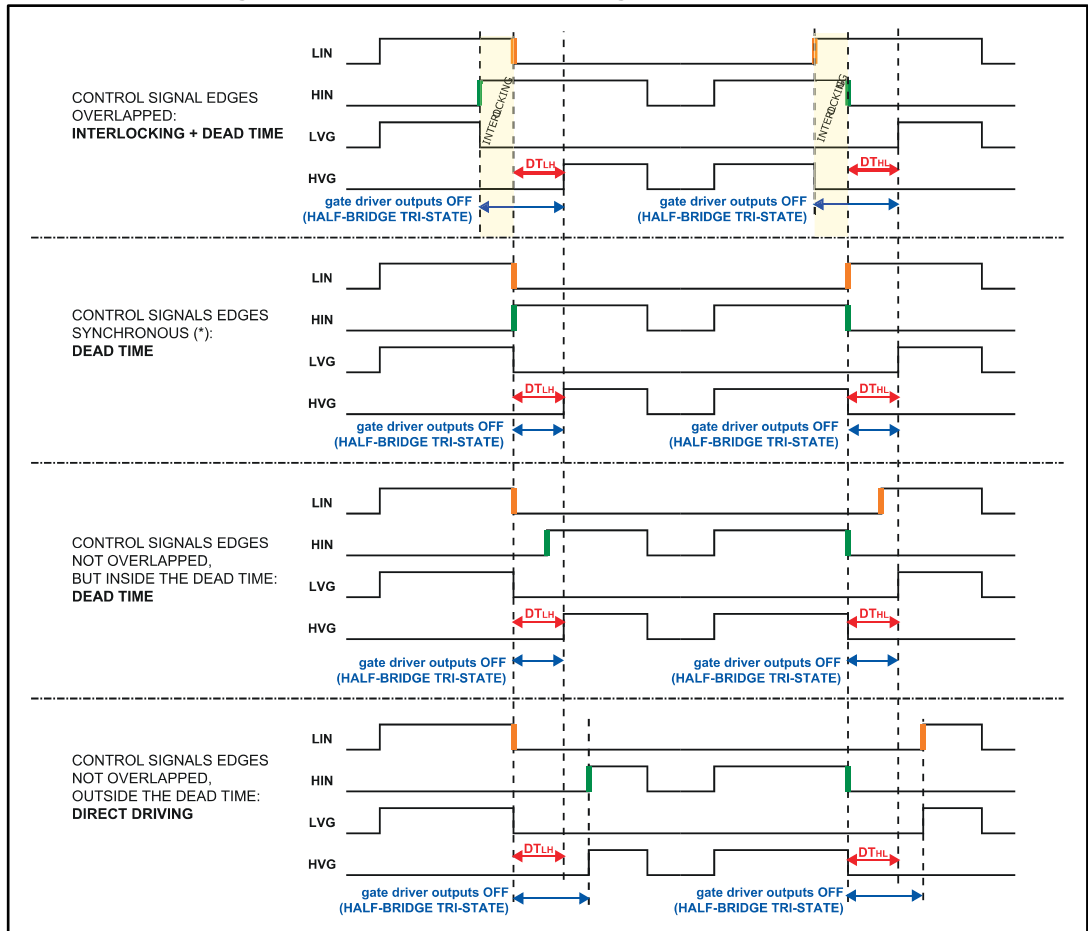 LIN
HIN
CONTROL SIGNAL EDGES
OVERLAPPED:
INTERLOCKING + DEAD TIME
LVG
HVG
INTERLOCKING
INTERLOCKING
DTLH
DTHL
gate driver outputs OFF
(HALF-BRIDGE TRI-STATE)
gate driver outputs OFF
(HALF-BRIDGE TRI-STATE)
LIN
HIN
CONTROL SIGNALS EDGES
SYNCHRONOUS (*):
DEAD TIME
LVG
HVG
DTLH
DTHL
gate driver outputs OFF
(HALF-BRIDGE TRI-STATE)
gate driver outputs OFF
(HALF-BRIDGE TRI-STATE)
LIN
HIN
CONTROL SIGNALS EDGES
NOT OVERLAPPED,
BUT INSIDE THE DEAD TIME:
DEAD TIME
LVG
HVG
DTLH
DTHL
gate driver outputs OFF
(HALF-BRIDGE TRI-STATE)
gate driver outputs OFF
(HALF-BRIDGE TRI-STATE)
LIN
HIN
CONTROL SIGNALS EDGES
NOT OVERLAPPED,
OUTSIDE THE DEAD TIME:
DIRECT DRIVING
LVG
HVG
DTLH
DTHL
gate driver outputs OFF
(HALF-BRIDGE TRI-STATE)
gate driver outputs OFF
(HALF-BRIDGE TRI-STATE)